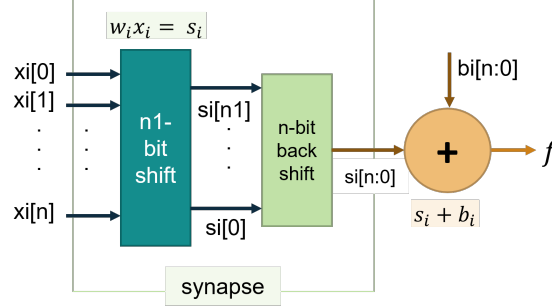 wᵢxᵢ = sᵢ
xi[0]
xi[1]
xi[n]
n1-
bit
shift
si[n1]
si[0]
n-bit
back
shift
si[n:0]
bi[n:0]
+
f
sᵢ + bᵢ
synapse